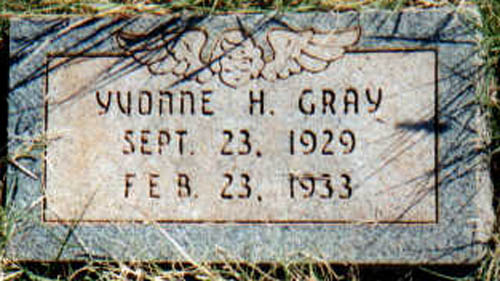 YVONNE H. GRAY
SEPT. 23, 1929
FEB. 23, 1933